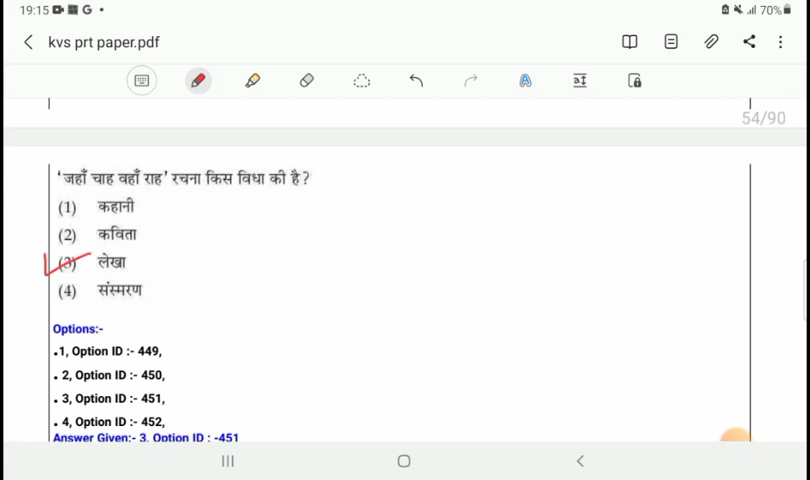 19:15 G •
70%
kvs prt paper.pdf
54/90
'जहाँ चाह वहाँ राह' रचना किस विधा की है?
(1) कहानी
(2) कविता
(3) लेखा
(4) संस्मरण
Options:-
.1, Option ID :- 449,
. 2, Option ID :- 450,
. 3, Option ID :- 451,
. 4, Option ID :- 452,
Answer Given:- 3, Option ID : -451